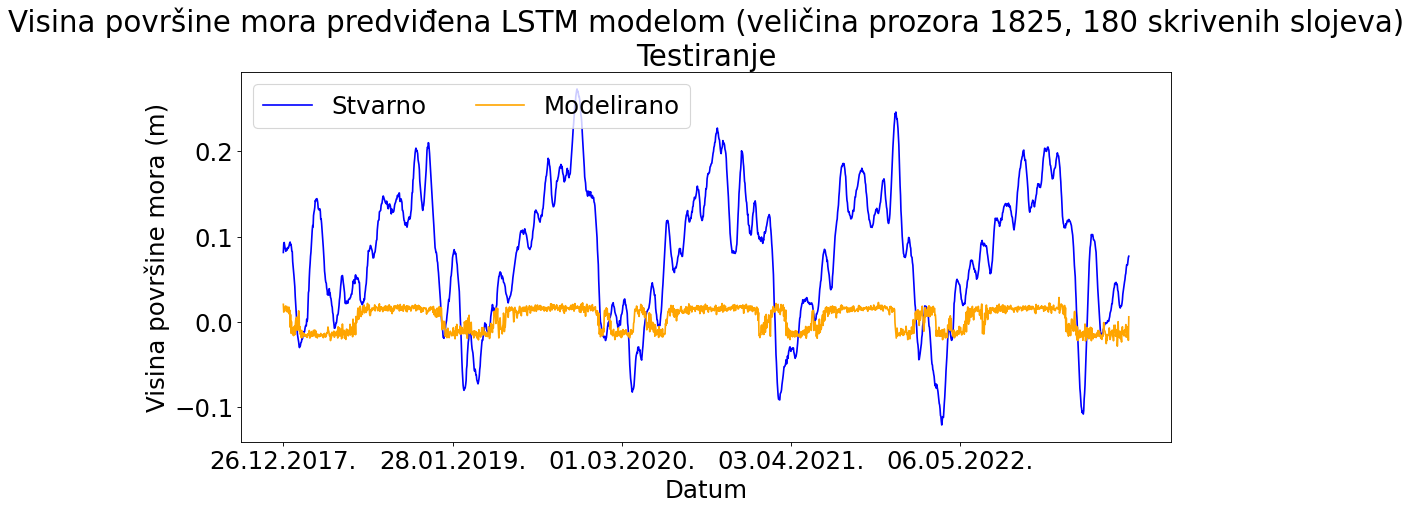 Visina površine mora predviđena LSTM modelom (veličina prozora 1825, 180 skrivenih slojeva)
Testiranje
Stvarno
Modelirano
Visina površine mora (m)
0.2
0.1
0.0
−0.1
26.12.2017.
28.01.2019.
01.03.2020.
03.04.2021.
06.05.2022.
Datum